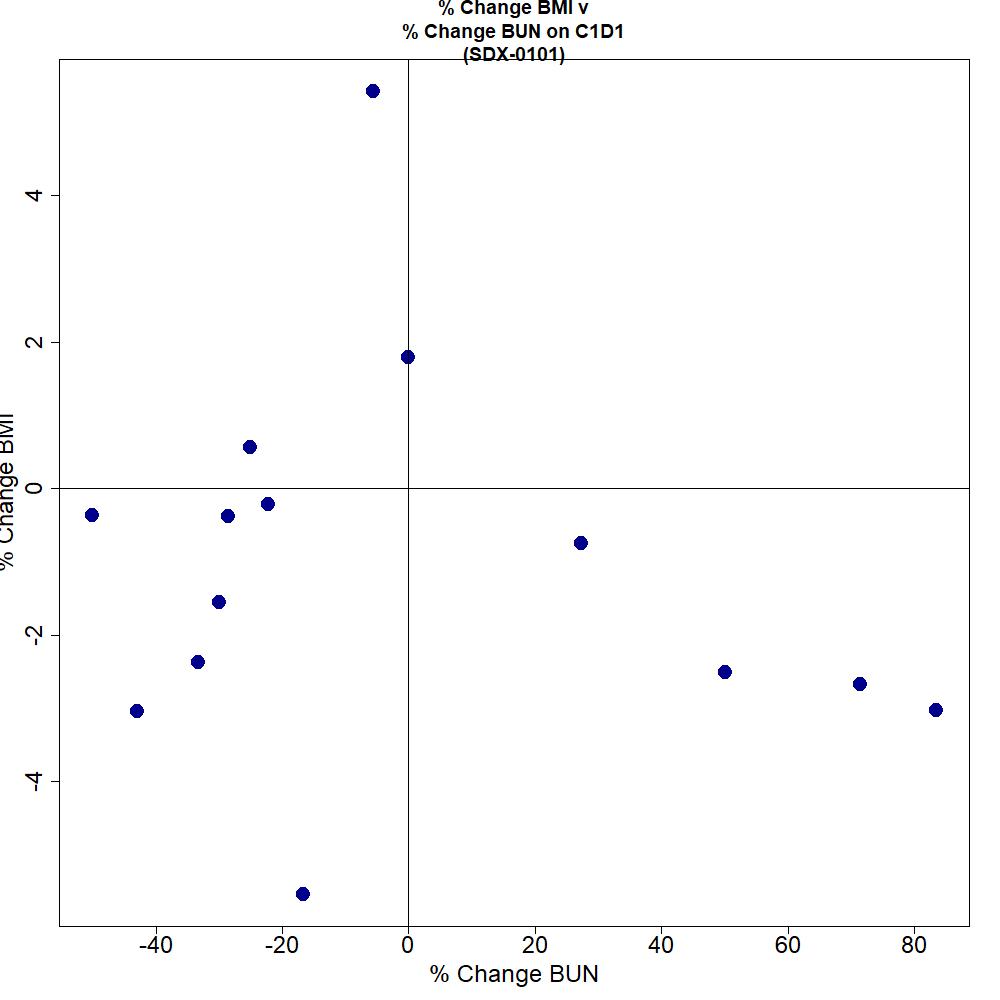 % Change BMI v
% Change BUN on C1D1
(SDX-0101)
4
2
0
-2
-4
% Change BMI
-40 -20 0 20 40 60 80
% Change BUN